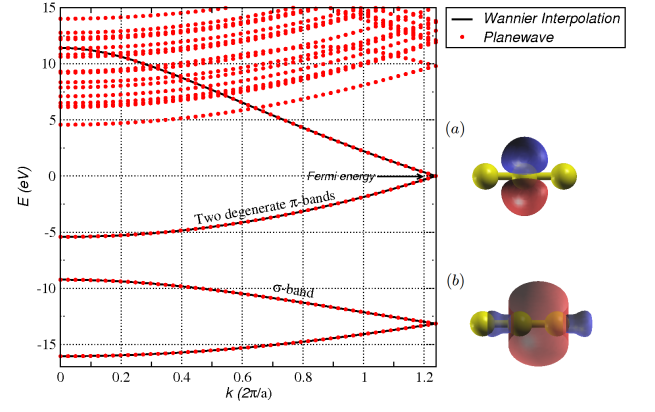 Wannier Interpolation
Planewave
15
10
5
0
-5
-10
-15
E (eV)
Fermi energy
Two degenerate π-bands
σ-band
0
0.2
0.4
0.6
0.8
1
1.2
k (2π/a)
(a)
(b)